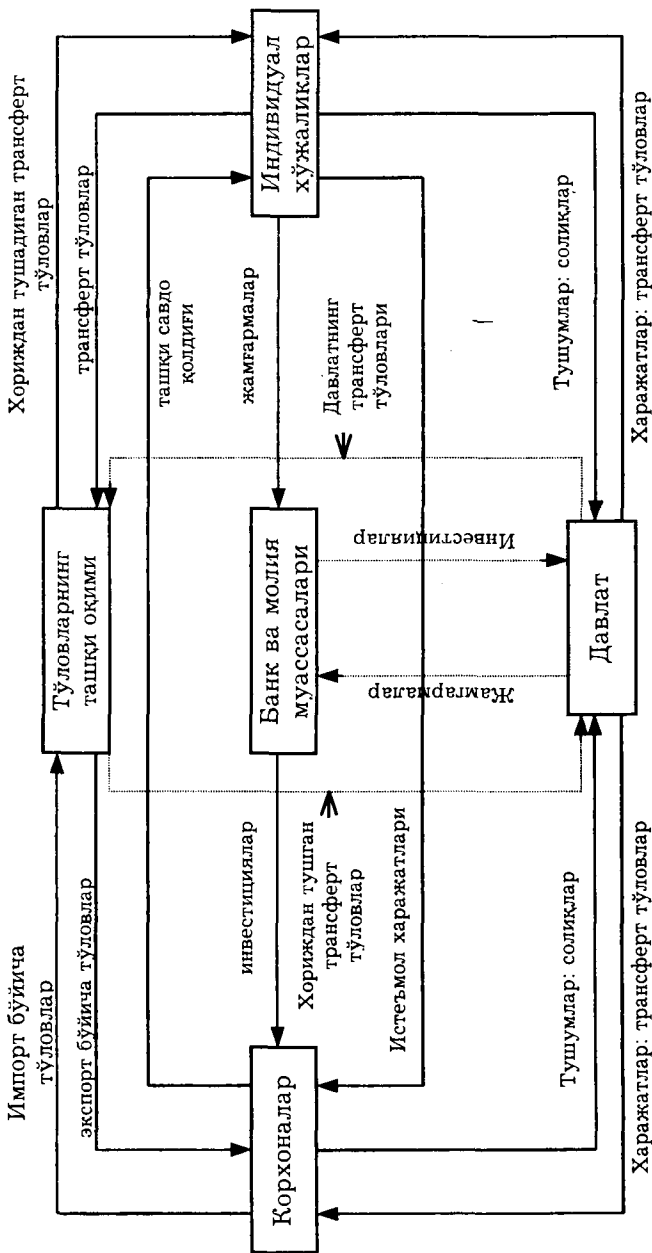 Импорт бўйича
тўловлар
экспорт бўйича тўловлар
Тўловларнинг
ташқи оқими
Хориждан тушадиган трансферт
тўловлар
трансферт тўловлар
ташқи савдо
қолдиғи
инвестициялар
Банк ва молия
муассасалари
жамғармалар
Корхоналар
Индивидуал
хўжаликлар
Хориждан тушган
трансферт
тўловлар
Давлатнинг
трансферт
тўловлари
Жамғармалар
Инвестициялар
Истеъмол харажатлари
Тушумлар: солиқлар
Давлат
Тушумлар: солиқлар
Харажатлар: трансферт тўловлар
Харажатлар: трансферт тўловлар